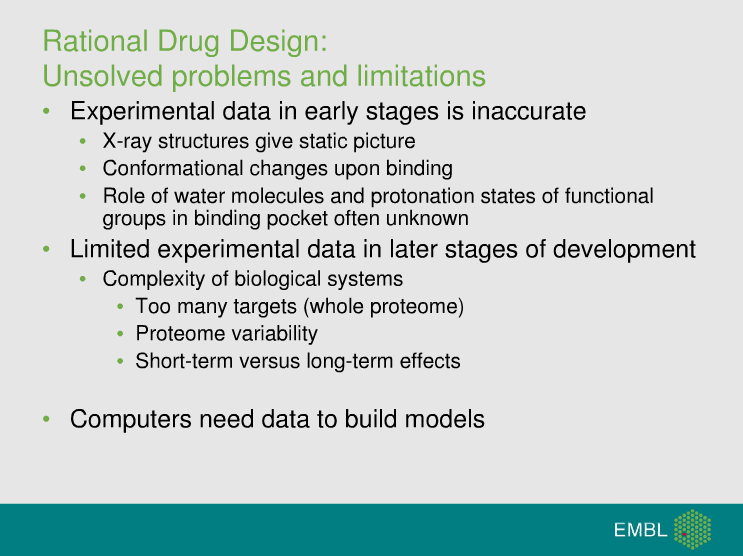 Rational Drug Design:
Unsolved problems and limitations
• Experimental data in early stages is inaccurate
• X-ray structures give static picture
• Conformational changes upon binding
• Role of water molecules and protonation states of functional
groups in binding pocket often unknown
• Limited experimental data in later stages of development
• Complexity of biological systems
• Too many targets (whole proteome)
• Proteome variability
• Short-term versus long-term effects
• Computers need data to build models
EMBL